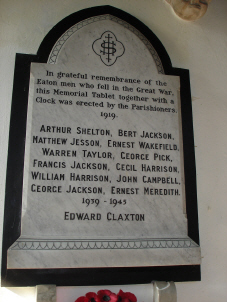 In grateful remembrance of the
Eaton men who fell in the Great War,
this Memorial Tablet together with a
Clock was erected by the Parishioners.
1919.
ARTHUR SHELTON, BERT JACKSON,
MATTHEW JESSON, ERNEST WAKEFIELD,
WARREN TAYLOR, GEORGE PICK,
FRANCIS JACKSON, CECIL HARRISON,
WILLIAM HARRISON, JOHN CAMPBELL,
GEORGE JACKSON, ERNEST MEREDITH.
1939 - 1945
EDWARD CLAXTON